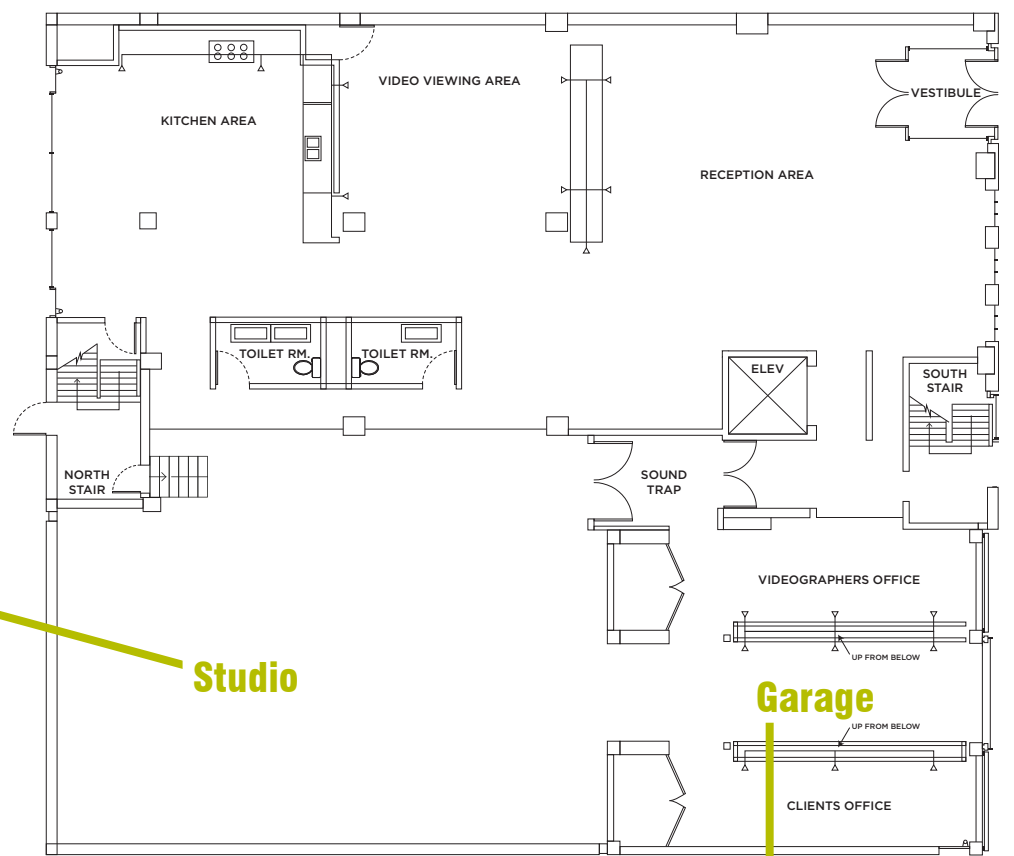 VIDEO VIEWING AREA
VESTIBULE
KITCHEN AREA
RECEPTION AREA
TOILET RM.
TOILET RM.
ELEV
SOUTH
STAIR
NORTH
STAIR
SOUND
TRAP
VIDEOGRAPHERS OFFICE
UP FROM BELOW
Studio
Garage
UP FROM BELOW
CLIENTS OFFICE